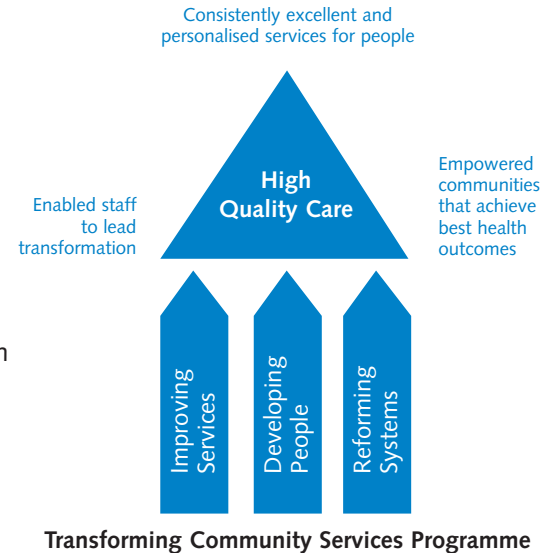 Consistently excellent and
personalised services for people
High
Quality Care
Enabled staff
to lead
transformation
Empowered
communities
that achieve
best health
outcomes
Improving
Services
Developing
People
Reforming
Systems
Transforming Community Services Programme